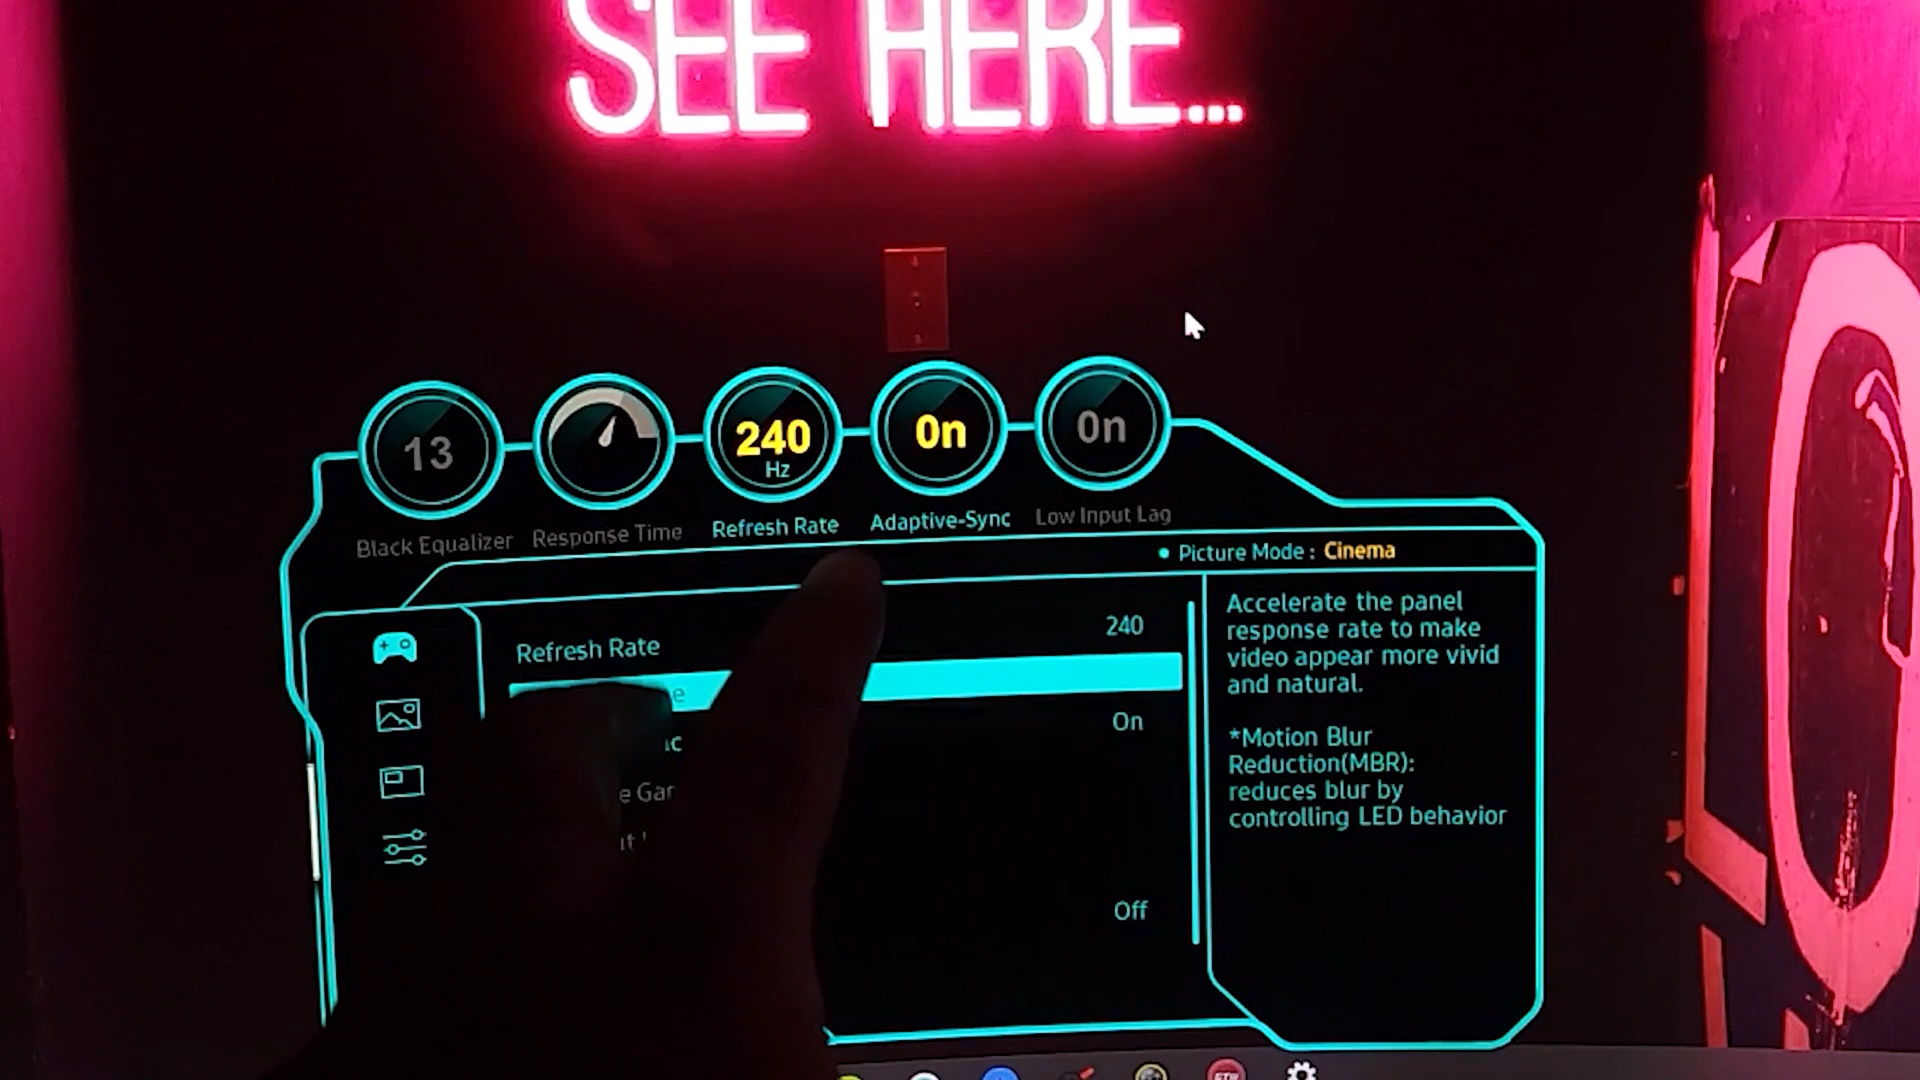 SEE HERE...
13
240
Hz
On
On
Black Equalizer
Response Time
Refresh Rate
Adaptive-Sync
Low Input Lag
Picture Mode : Cinema
Refresh Rate 240
On
Off
Accelerate the panel
response rate to make
video appear more vivid
and natural.
*Motion Blur
Reduction(MBR):
reduces blur by
controlling LED behavior